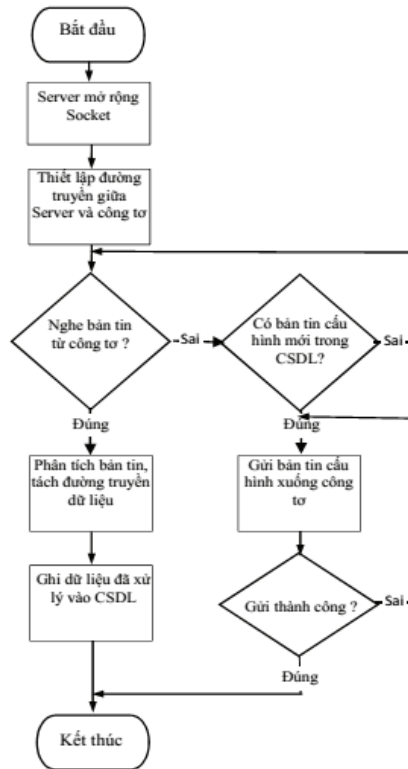 Bắt đầu
Server mở rộng
Socket
Thiết lập đường
truyền giữa
Server và công tơ
Nghe bản tin
từ công tơ ?
Sai
Có bản tin cấu
hình mới trong
CSDL?
Sai
Đúng
Đúng
Phân tích bản tin,
tách đường truyền
dữ liệu
Gửi bản tin cấu
hình xuống công
tơ
Ghi dữ liệu đã xử
lý vào CSDL
Gửi thành công ?
Sai
Đúng
Kết thúc